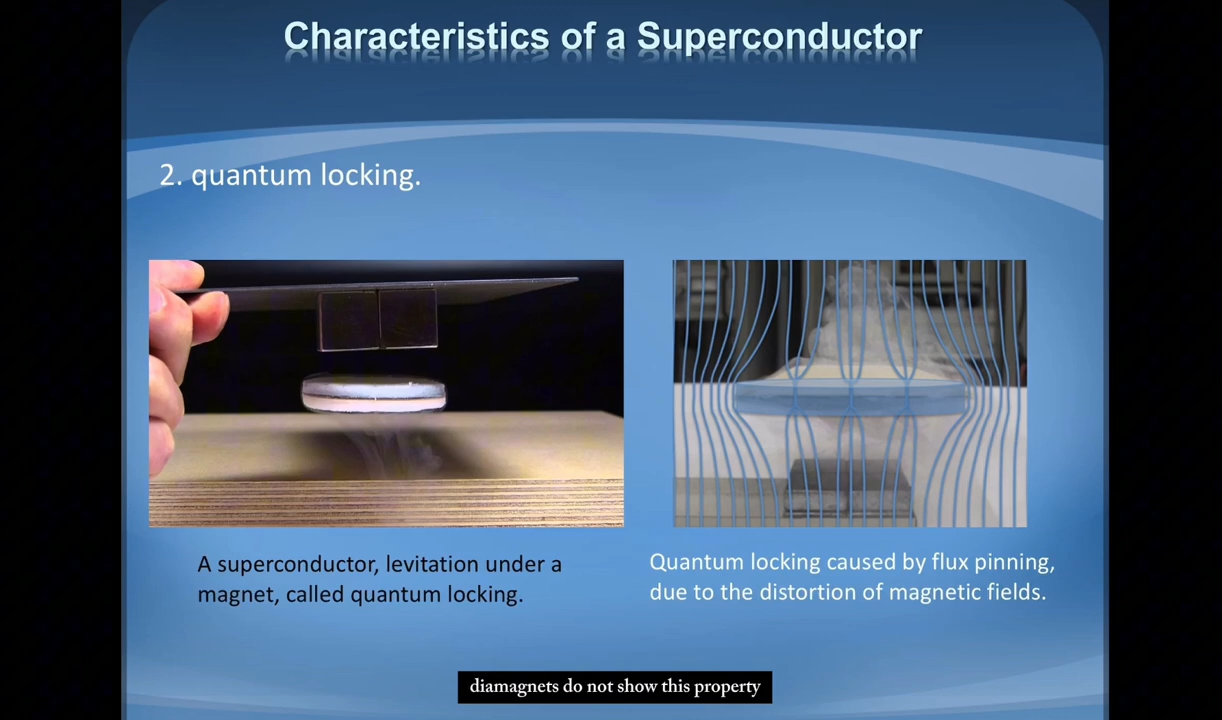 Characteristics of a Superconductor
2. quantum locking.
A superconductor, levitation under a
magnet, called quantum locking.
Quantum locking caused by flux pinning,
due to the distortion of magnetic fields.
diamagnets do not show this property